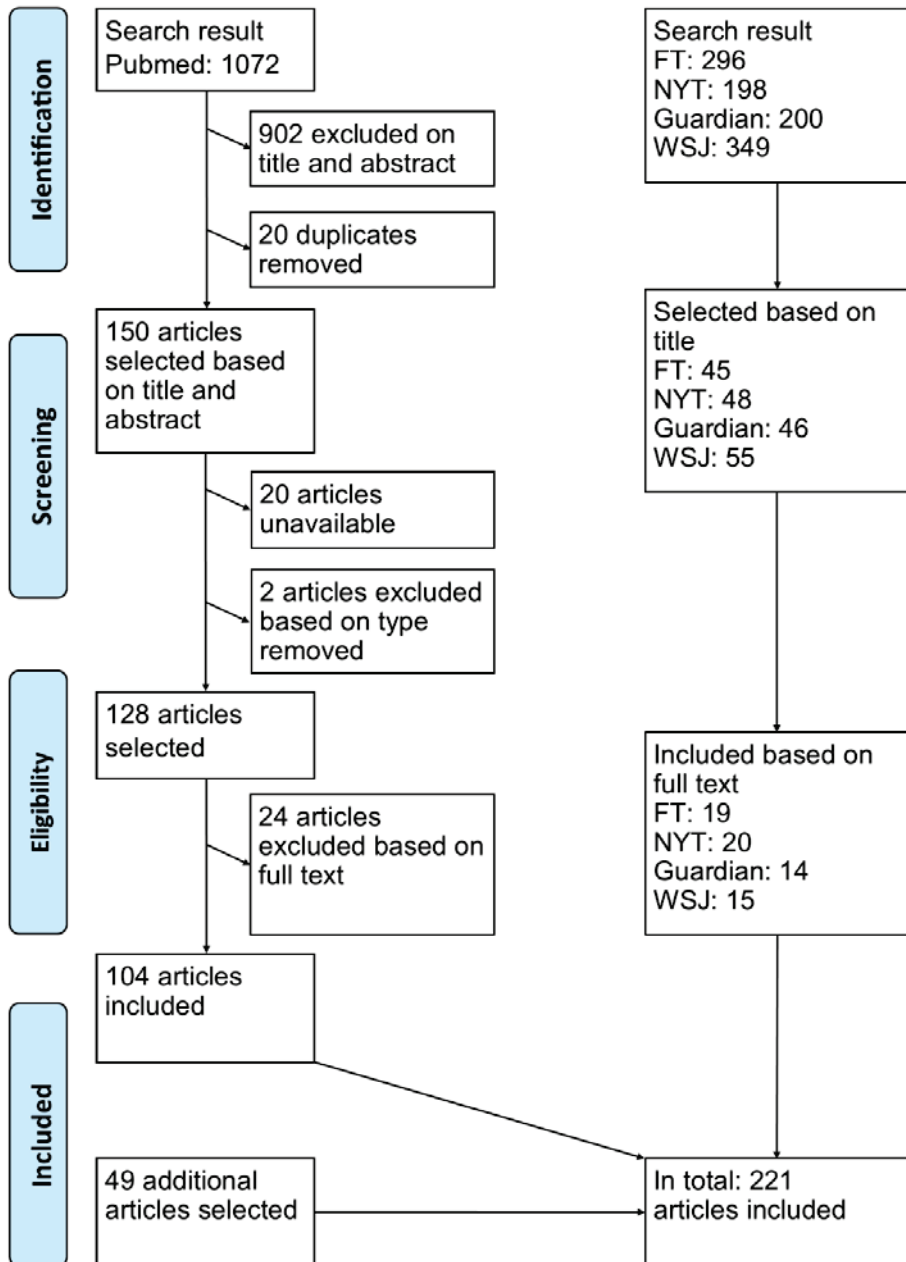 Identification
Search result
Pubmed: 1072
902 excluded on
title and abstract
20 duplicates
removed
Search result
FT: 296
NYT: 198
Guardian: 200
WSJ: 349
Screening
150 articles
selected based
on title and
abstract
20 articles
unavailable
2 articles excluded
based on type
removed
Selected based on
title
FT: 45
NYT: 48
Guardian: 46
WSJ: 55
Eligibility
128 articles
selected
24 articles
excluded based on
full text
Included based on
full text
FT: 19
NYT: 20
Guardian: 14
WSJ: 15
Included
104 articles
included
49 additional
articles selected
In total: 221
articles included